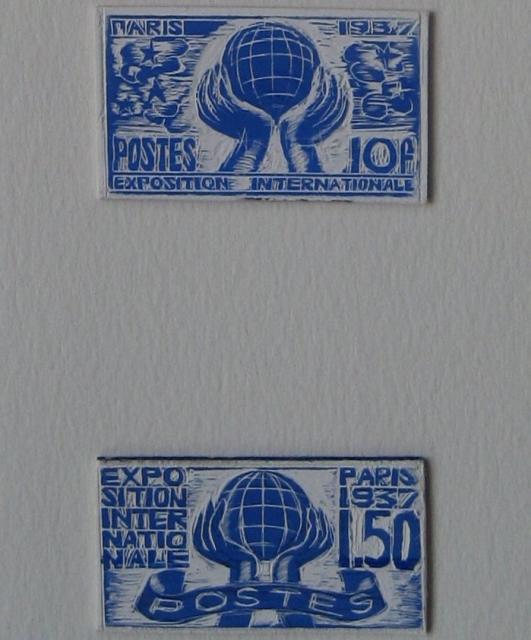 PARIS 1937
POSTES 10f
EXPOSITION INTERNATIONALE
EXPO
SITION
INTER
NATIO
NALE
PARIS
1937
1.50
POSTES